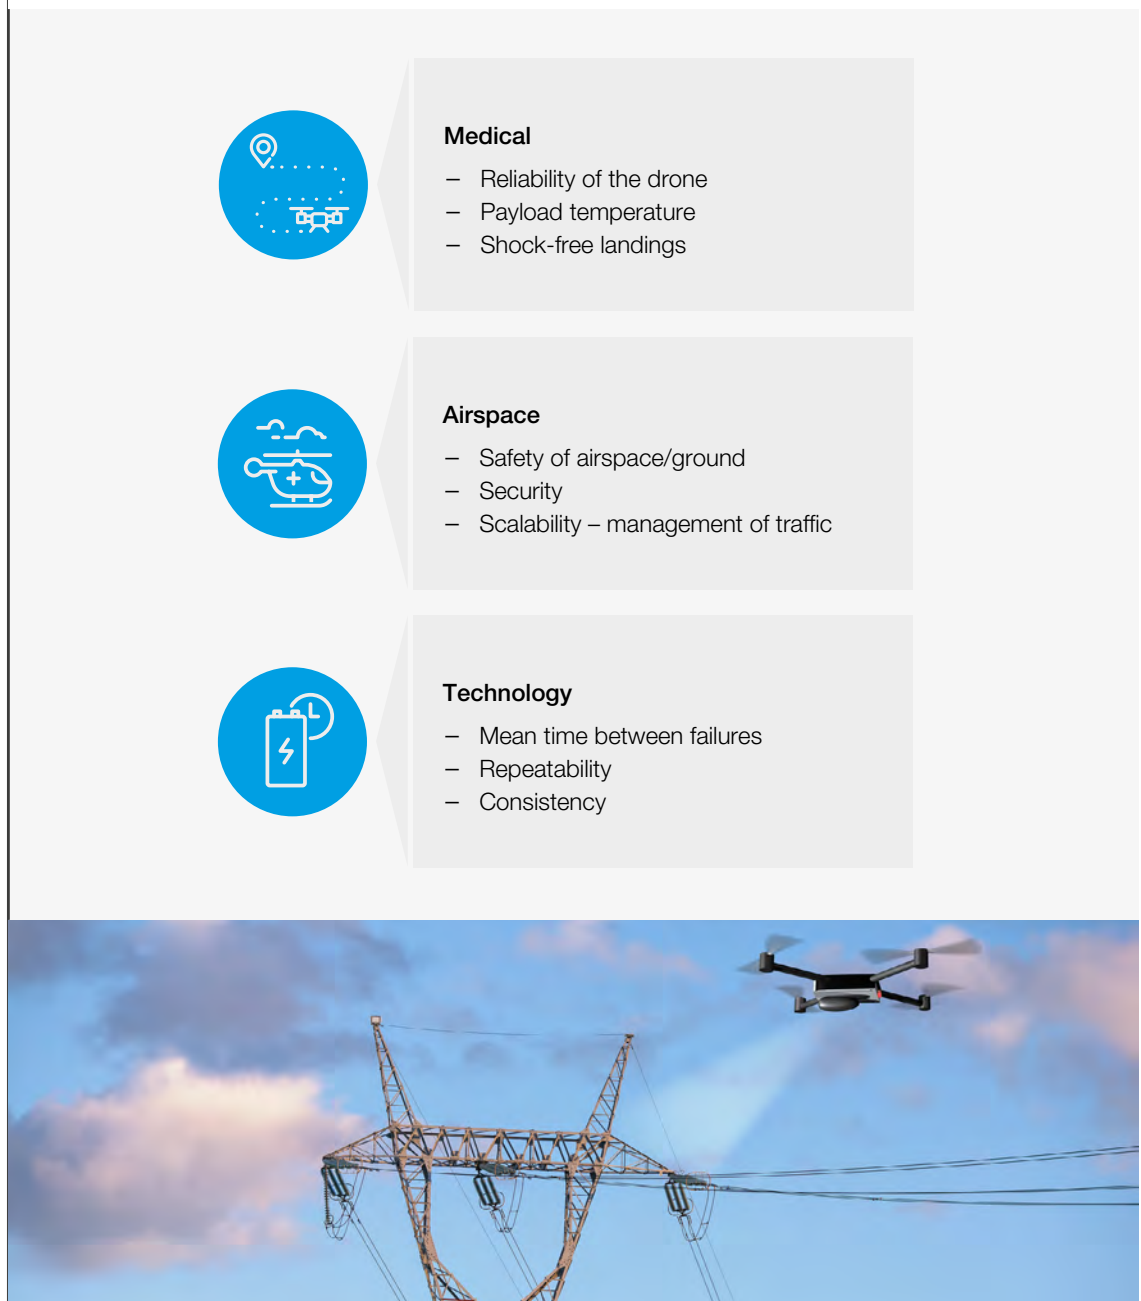 Medical
– Reliability of the drone
– Payload temperature
– Shock-free landings
Airspace
– Safety of airspace/ground
– Security
– Scalability – management of traffic
Technology
– Mean time between failures
– Repeatability
– Consistency